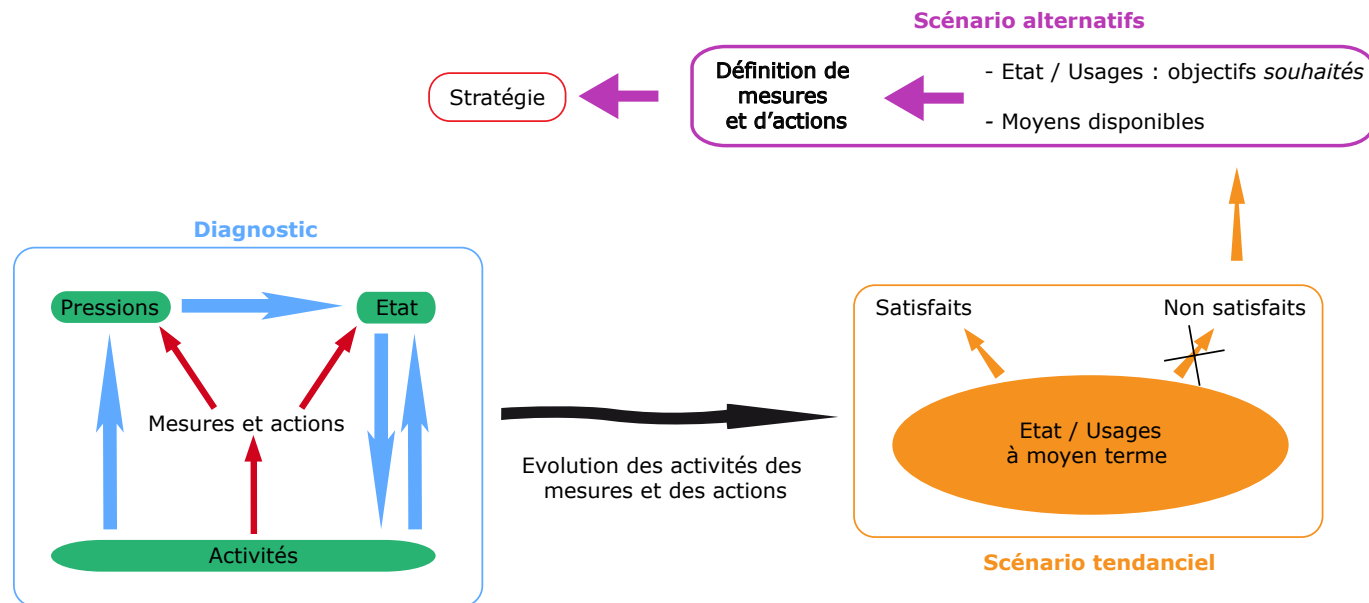 Scénario alternatifs
Définition de
mesures
et d'actions
- Etat / Usages : objectifs souhaités
- Moyens disponibles
Stratégie
Diagnostic
Pressions
Etat
Mesures et actions
Activités
Evolution des activités des
mesures et des actions
Satisfaits
Non satisfaits
Etat / Usages
à moyen terme
Scénario tendanciel